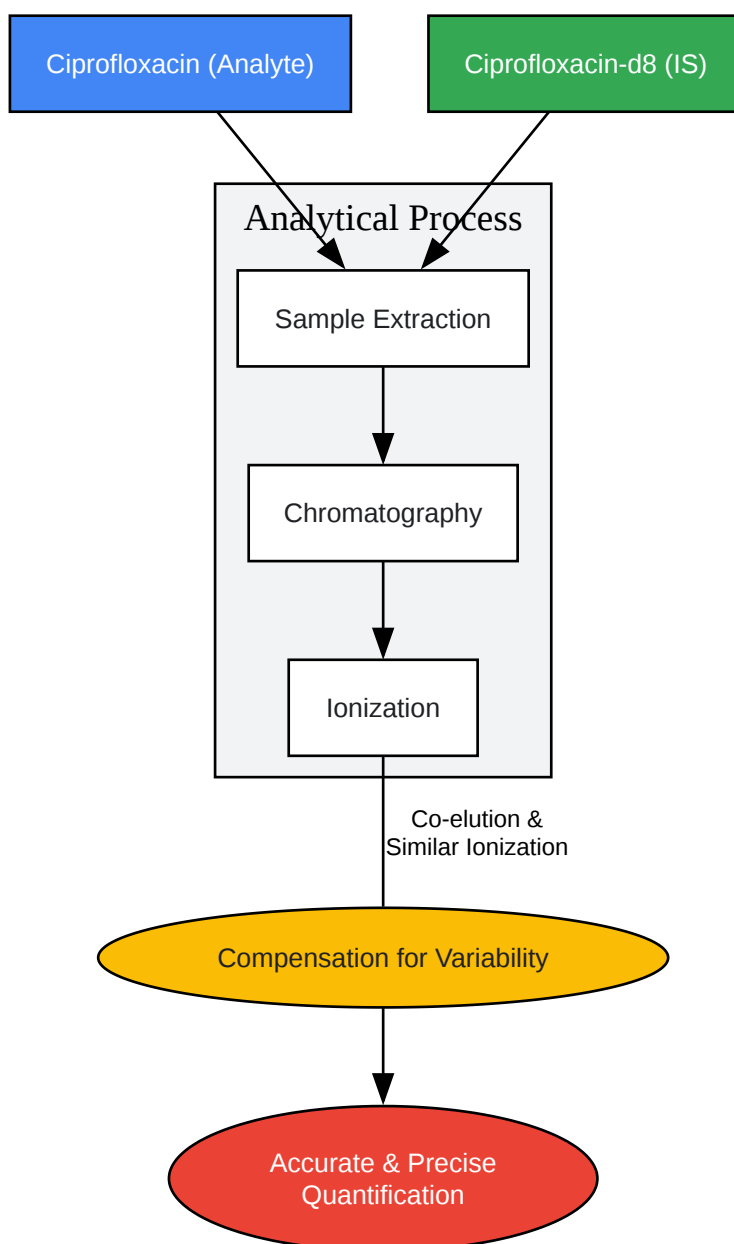 Ciprofloxacin (Analyte)
Ciprofloxacin-d8 (IS)
Analytical Process
Sample Extraction
Chromatography
Ionization
Co-elution &
Similar Ionization
Compensation for Variability
Accurate & Precise
Quantification